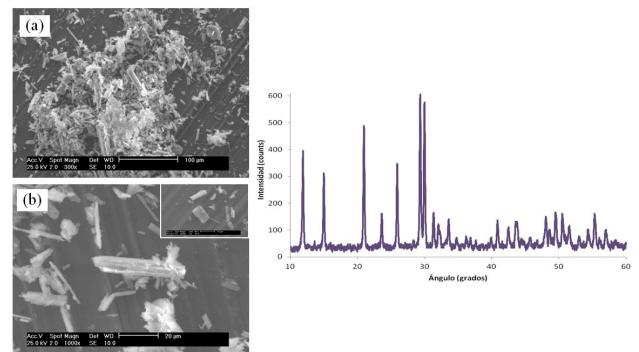 (a)
Acc.V Spot Magn Det WD 100 µm
25.0 kV 2.0 300x SE 10.0
(b)
Acc.V Spot Magn Det WD 20 µm
25.0 kV 2.0 1000x SE 10.0
Intensidad (counts)
600
500
400
300
200
100
0
10 20 30 40 50 60
Ángulo (grados)